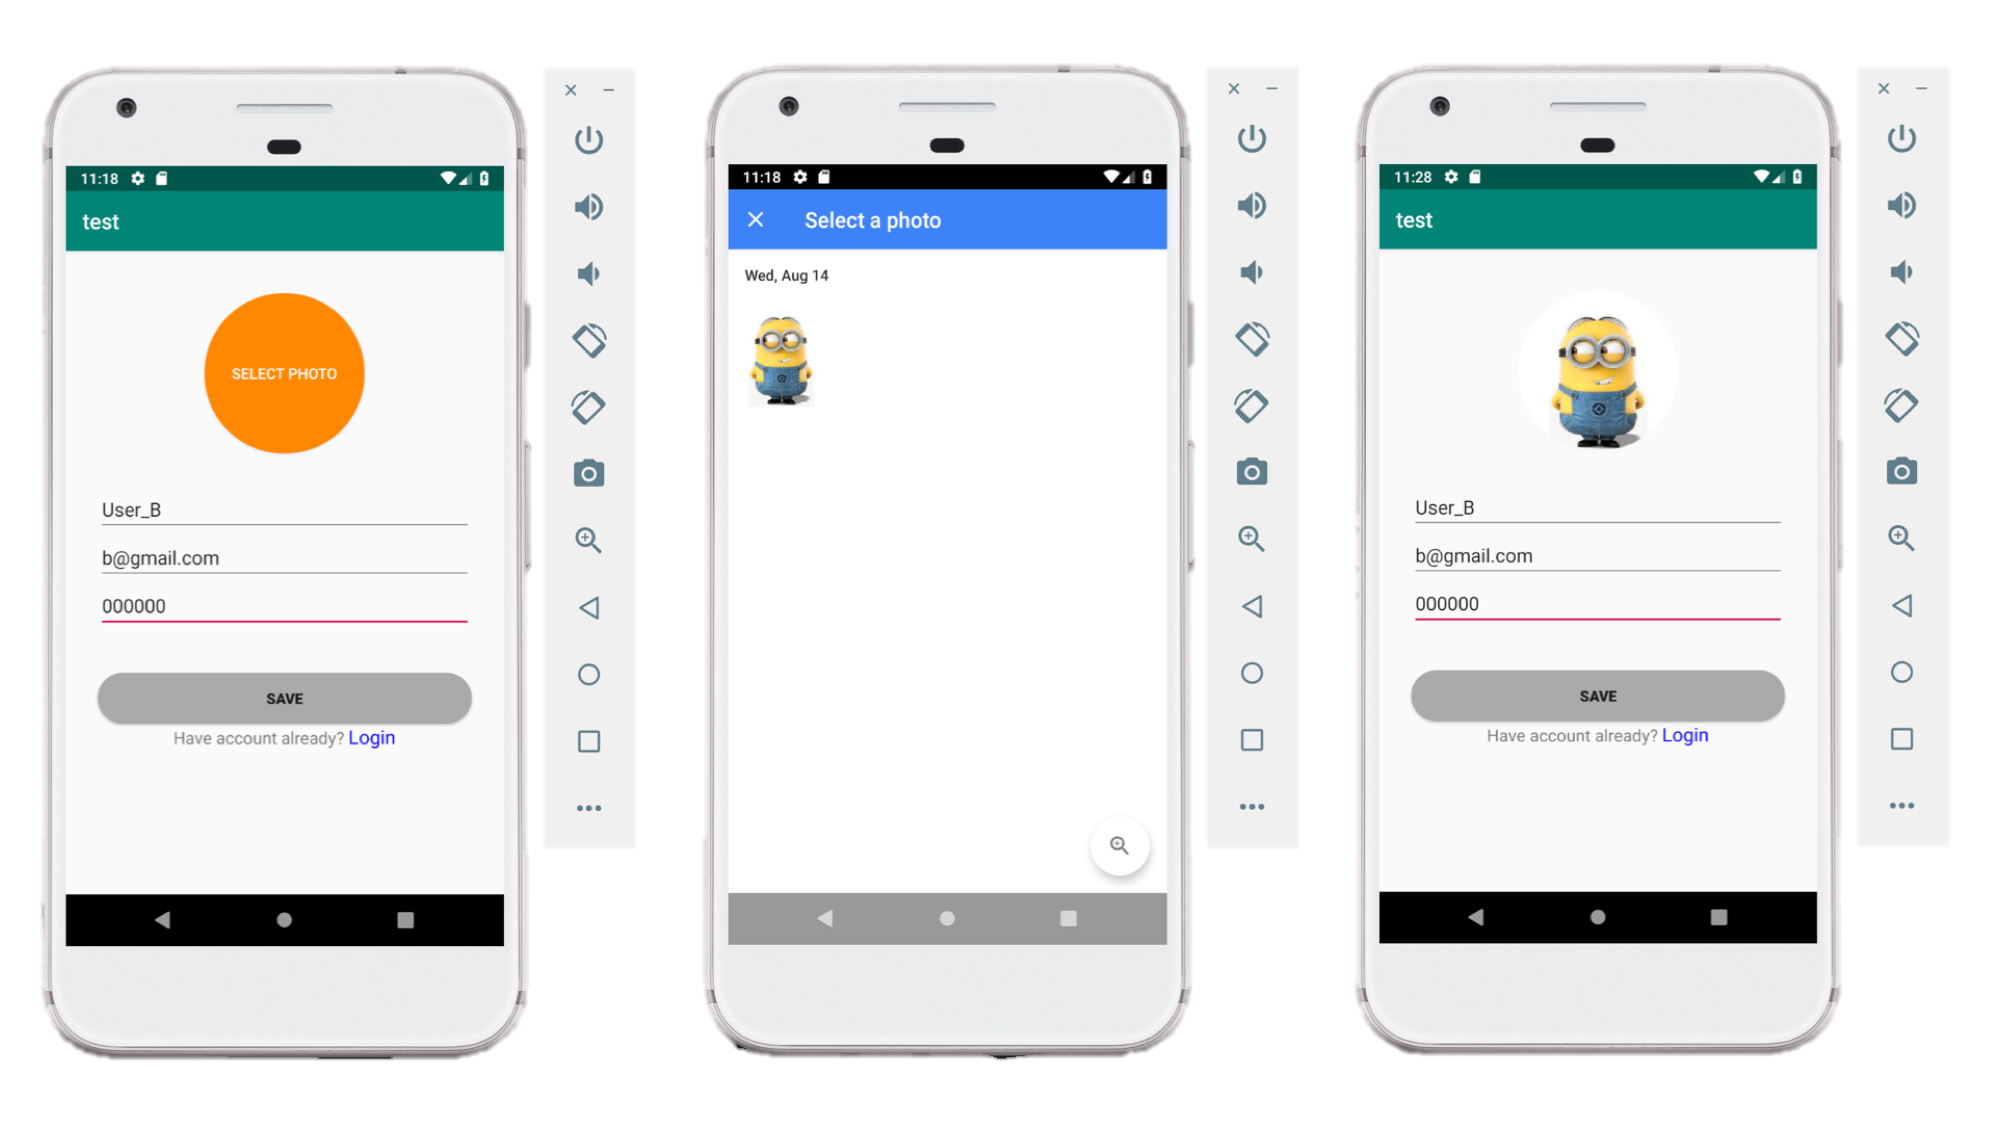 11:18
test
SELECT PHOTO
User_B
b@gmail.com
000000
SAVE
Have account already? Login
11:18
Select a photo
Wed, Aug 14
11:28
test
User_B
b@gmail.com
000000
SAVE
Have account already? Login